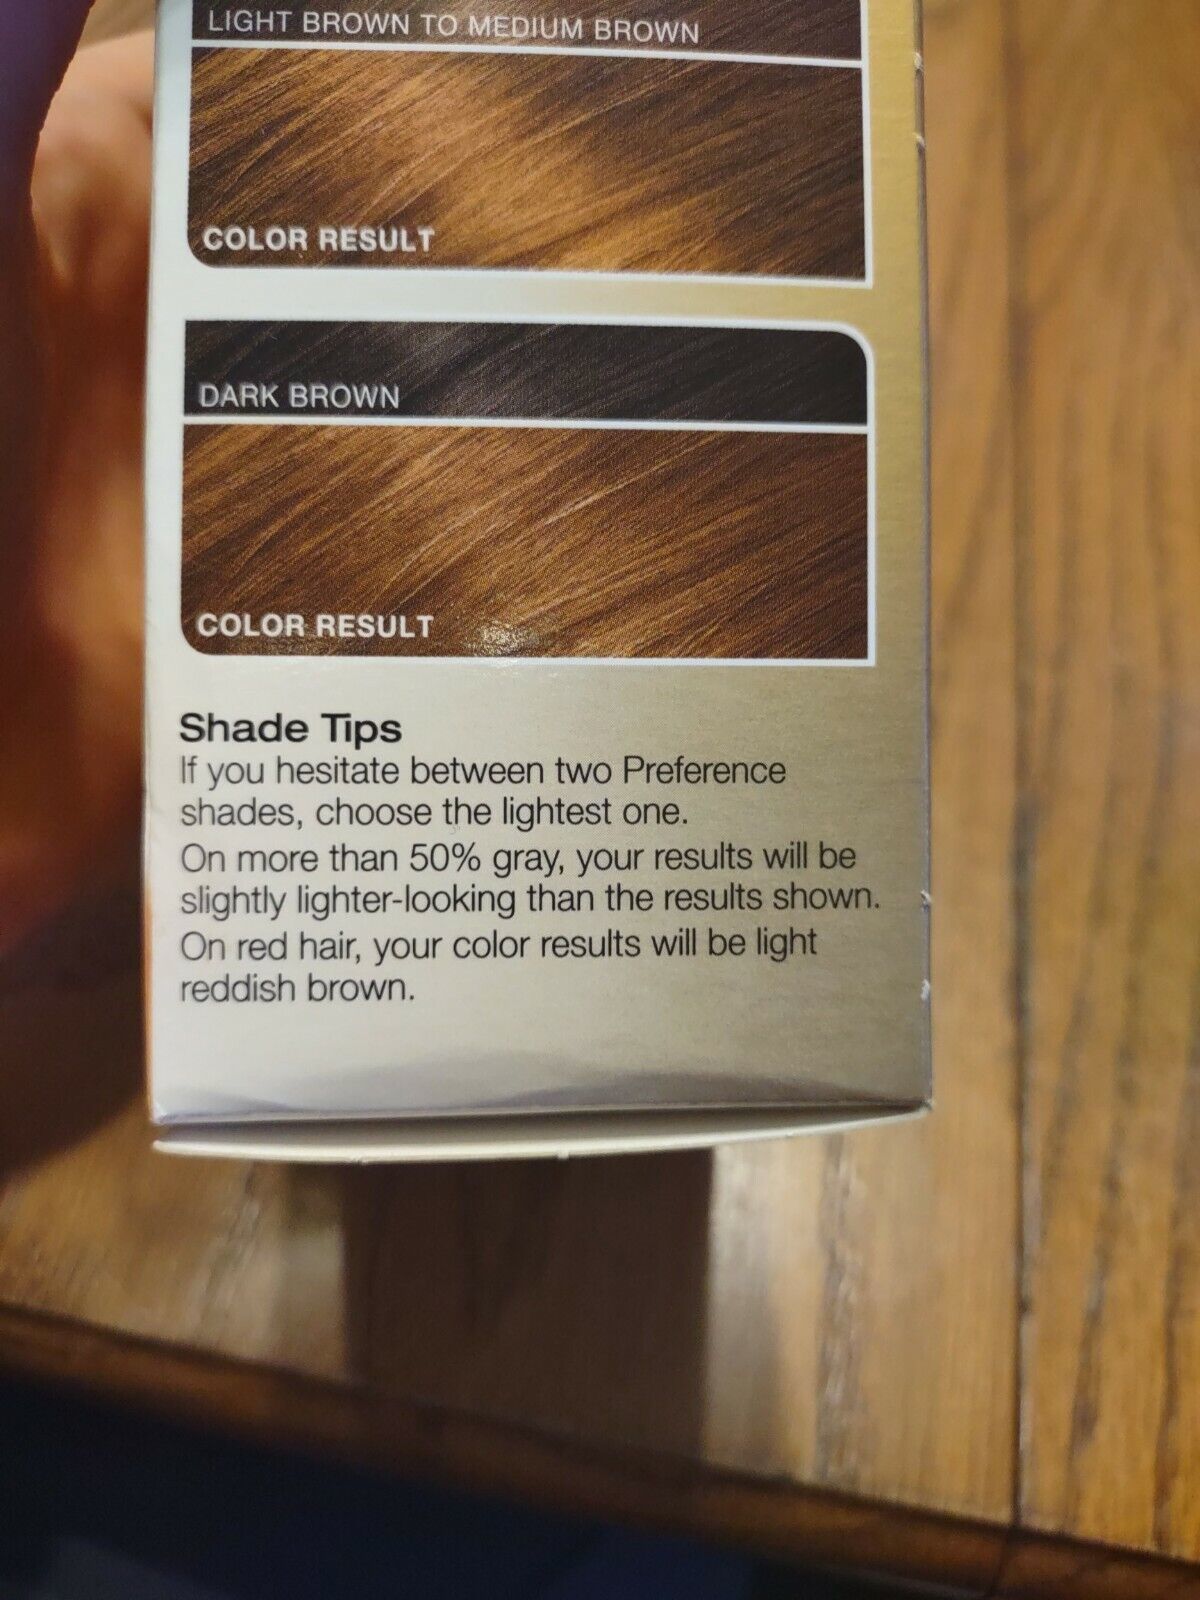 LIGHT BROWN TO MEDIUM BROWN
COLOR RESULT
DARK BROWN
COLOR RESULT
Shade Tips
If you hesitate between two Preference
shades, choose the lightest one.
On more than 50% gray, your results will be
slightly lighter-looking than the results shown.
On red hair, your color results will be light
reddish brown.